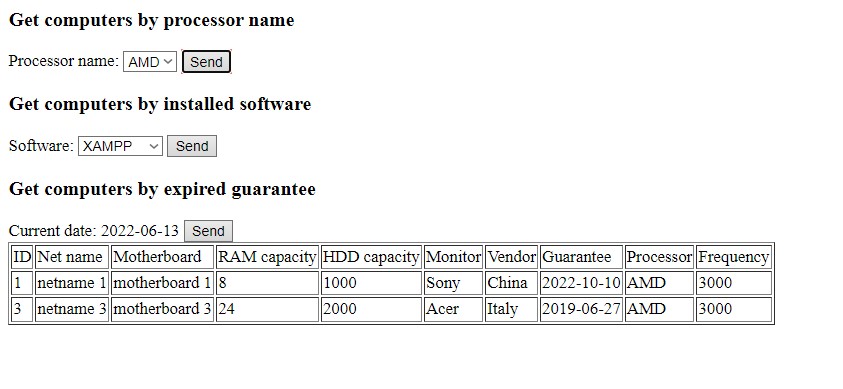 Get computers by processor name
Processor name: AMD Send
Get computers by installed software
Software: XAMPP Send
Get computers by expired guarantee
Current date: 2022-06-13 Send
ID Net name Motherboard RAM capacity HDD capacity Monitor Vendor Guarantee Processor Frequency
1 netname 1 motherboard 1 8 1000 Sony China 2022-10-10 AMD 3000
3 netname 3 motherboard 3 24 2000 Acer Italy 2019-06-27 AMD 3000